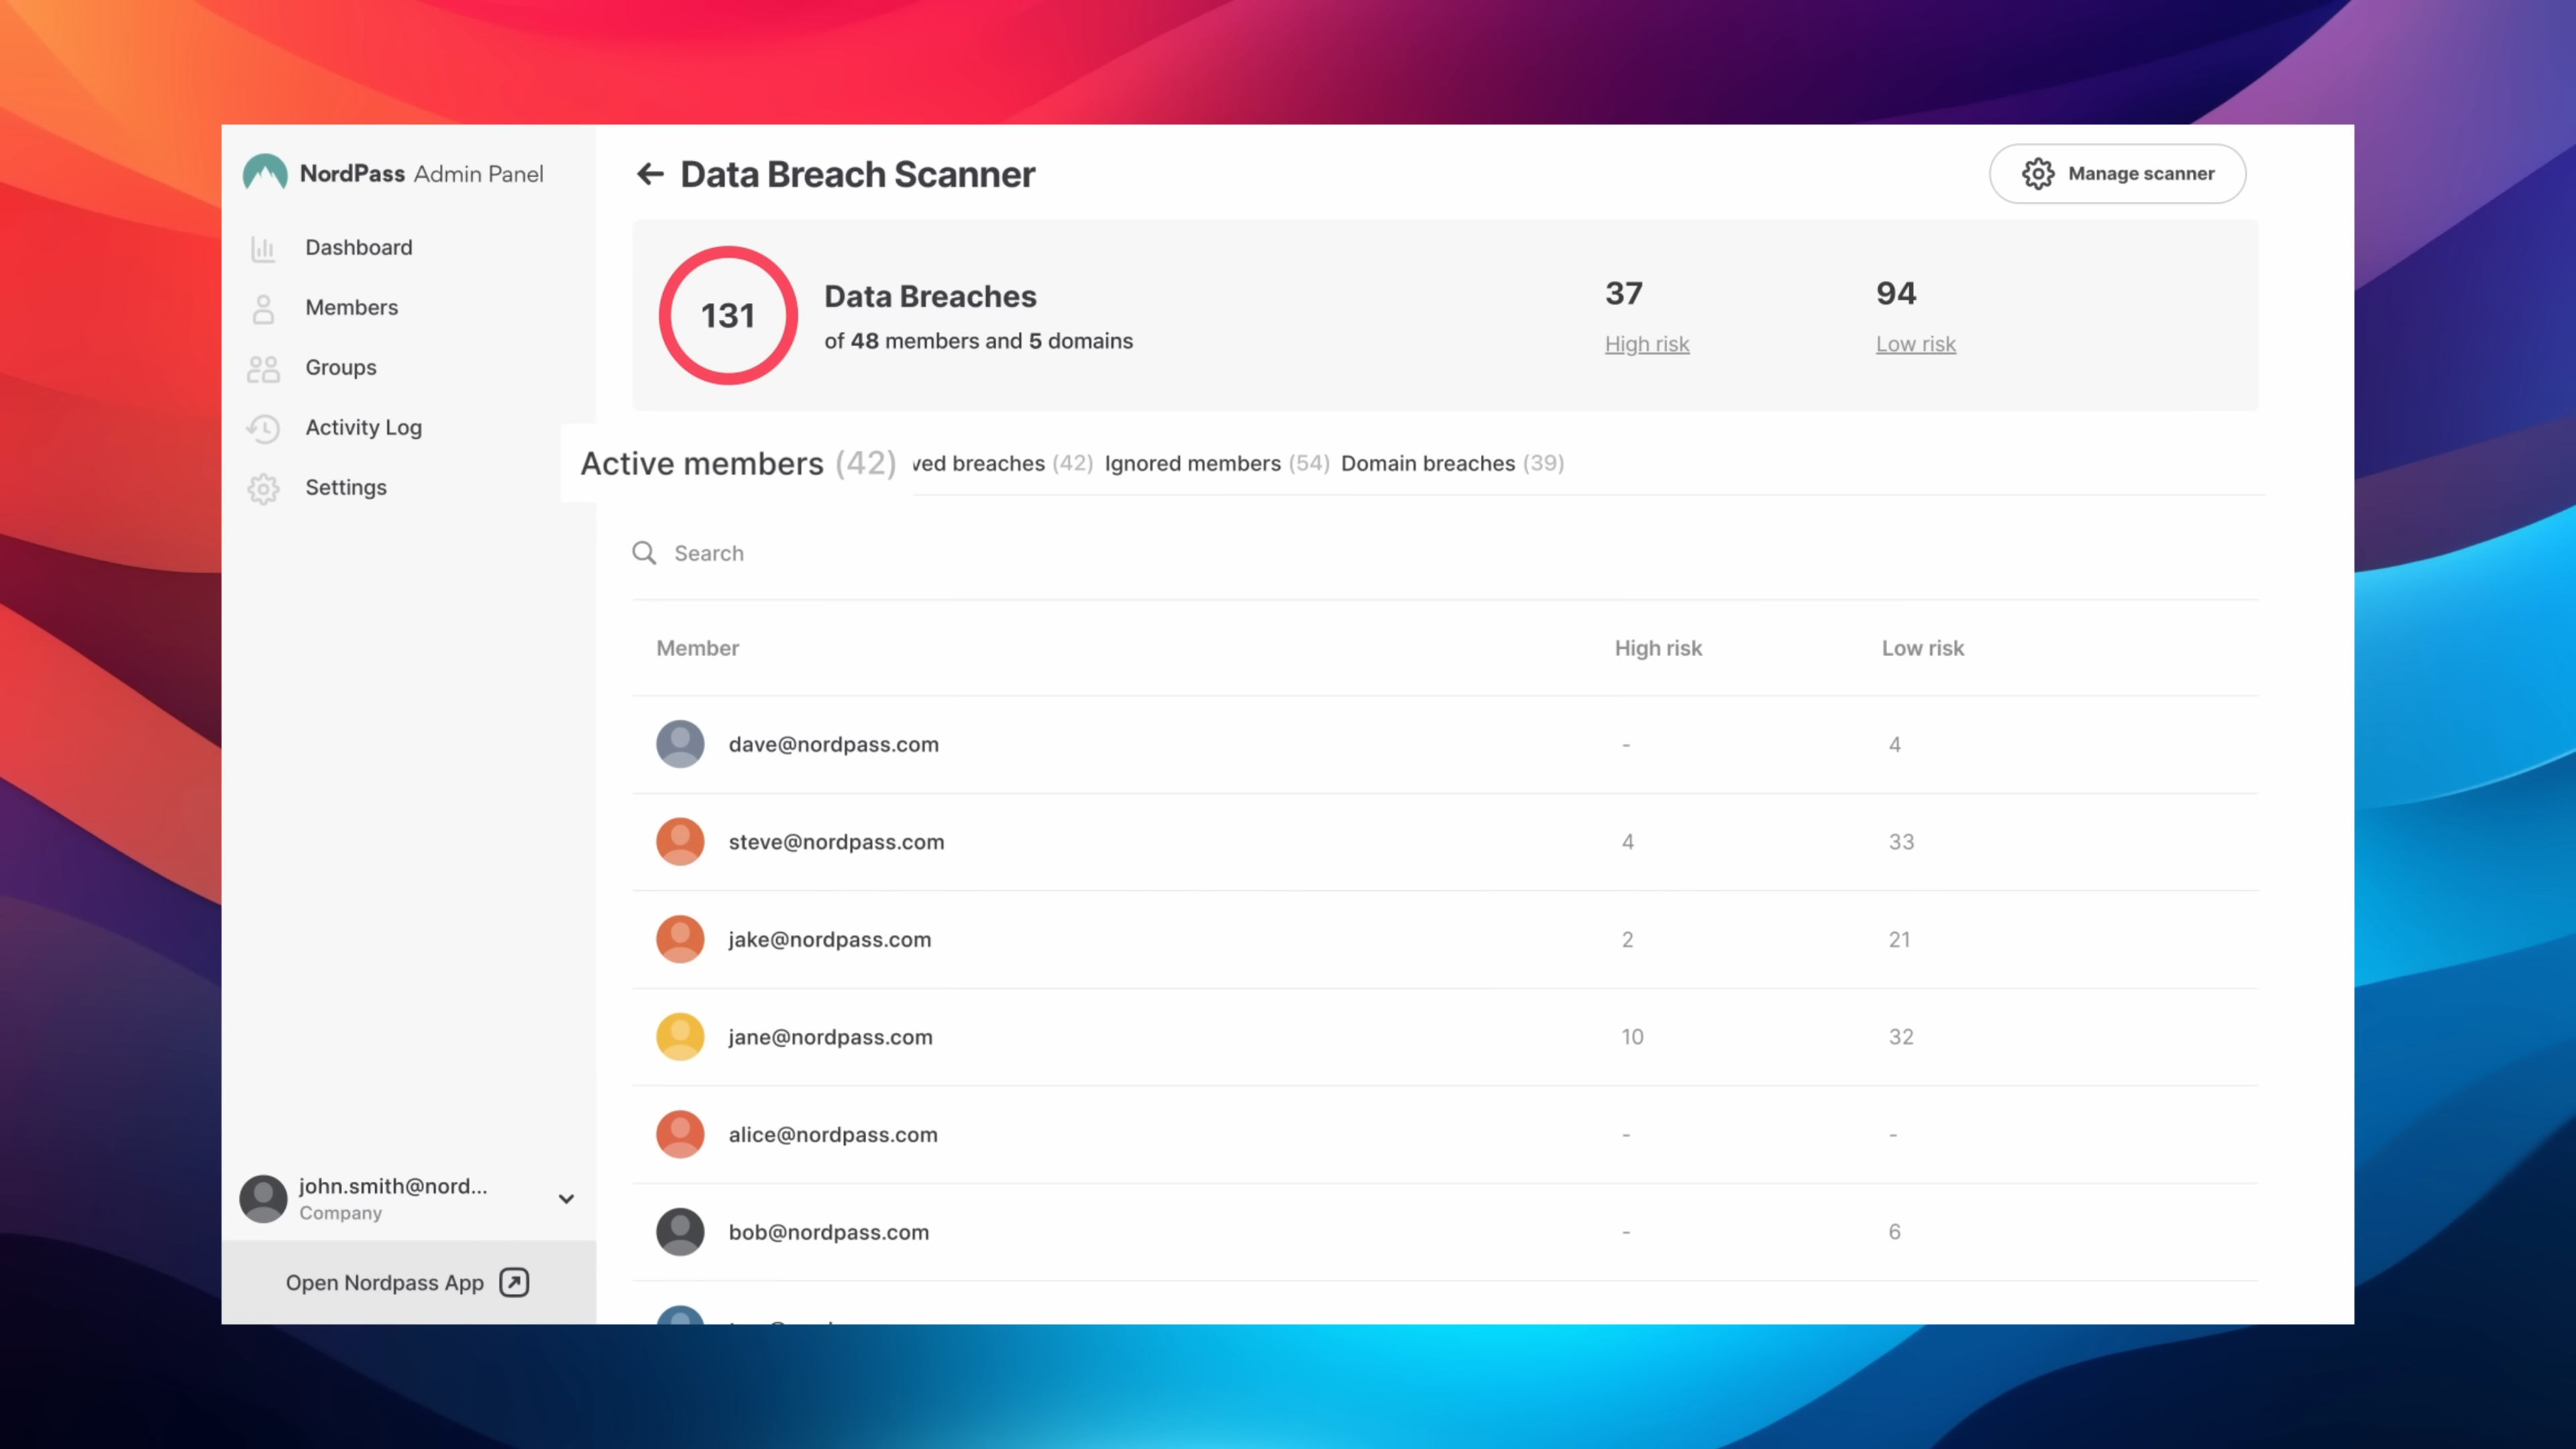 NordPass Admin Panel
Dashboard
Members
Groups
Activity Log
Settings
john.smith@nord...
Company
Open Nordpass App
Data Breach Scanner
Manage scanner
131
Data Breaches
of 48 members and 5 domains
37
High risk
94
Low risk
Active members (42) breaches (42) Ignored members (54) Domain breaches (39)
Search
Member High risk Low risk
dave@nordpass.com - 4
steve@nordpass.com 4 33
jake@nordpass.com 2 21
jane@nordpass.com 10 32
alice@nordpass.com - -
bob@nordpass.com - 6